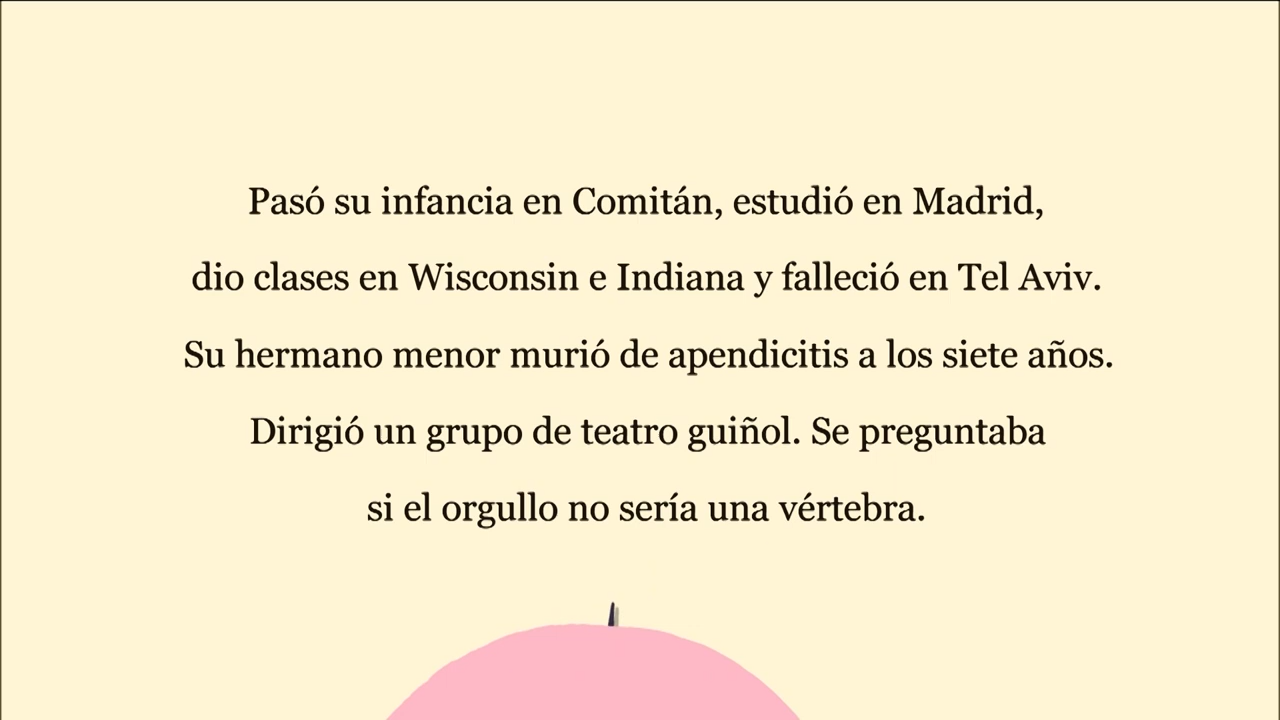 Pasó su infancia en Comitán, estudió en Madrid,
dio clases en Wisconsin e Indiana y falleció en Tel Aviv.
Su hermano menor murió de apendicitis a los siete años.
Dirigió un grupo de teatro guiñol. Se preguntaba
si el orgullo no sería una vértebra.